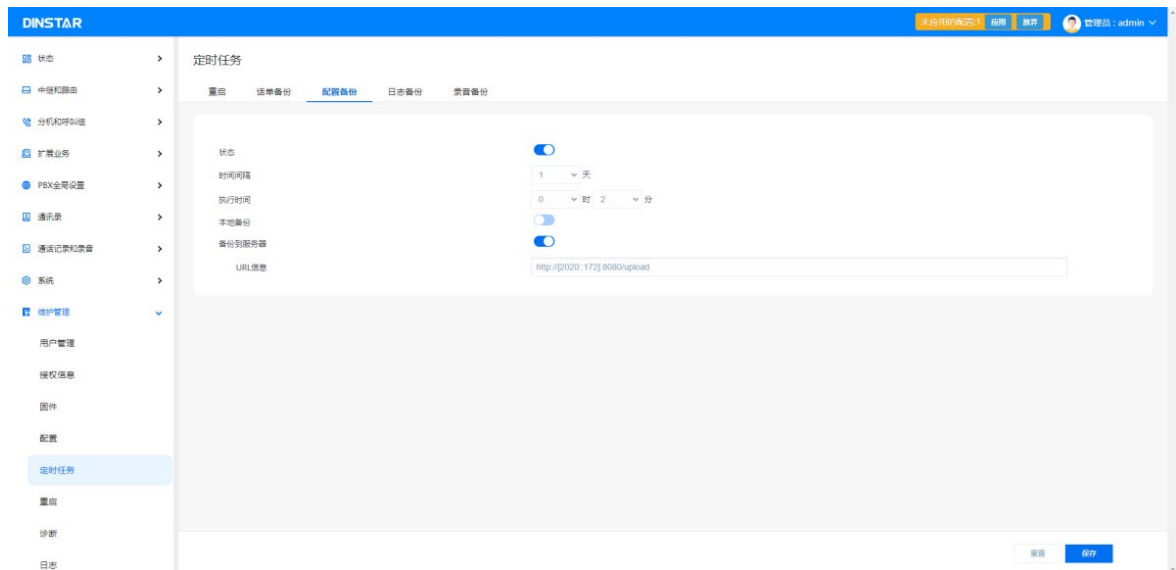 DINSTAR
未应用的配置:1 应用 放弃 管理员 : admin
状态
中继和路由
分机和呼叫组
扩展业务
PBX全局设置
通讯录
通话记录和录音
系统
维护管理
用户管理
授权信息
固件
配置
定时任务
重启
诊断
日志
定时任务
重启 话单备份 配置备份 日志备份 录音备份
状态
时间间隔 1 天
执行时间 0 时 2 分
本地备份
备份到服务器
URL信息 http://[2020::172]:8080/upload
重置 保存